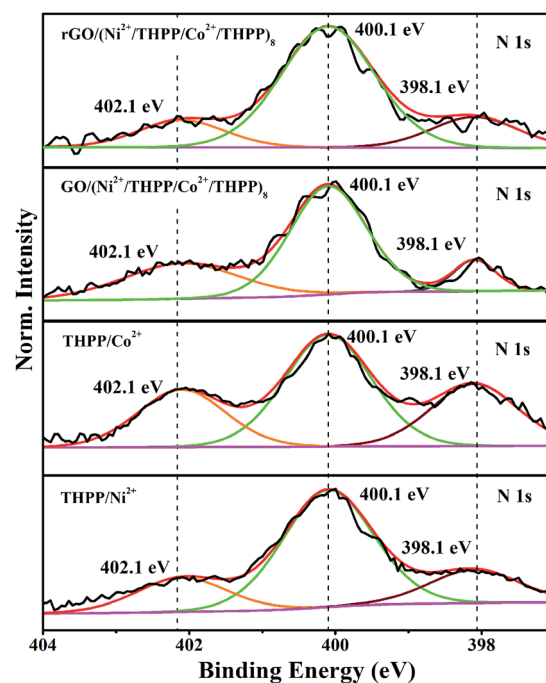 rGO/(Ni²⁺/THPP/Co²⁺/THPP)₈
400.1 eV
N 1s
402.1 eV
398.1 eV
GO/(Ni²⁺/THPP/Co²⁺/THPP)₈
400.1 eV
N 1s
402.1 eV
398.1 eV
THPP/Co²⁺
400.1 eV
N 1s
402.1 eV
398.1 eV
THPP/Ni²⁺
400.1 eV
N 1s
402.1 eV
398.1 eV
Norm. Intensity
404 402 400 398
Binding Energy (eV)